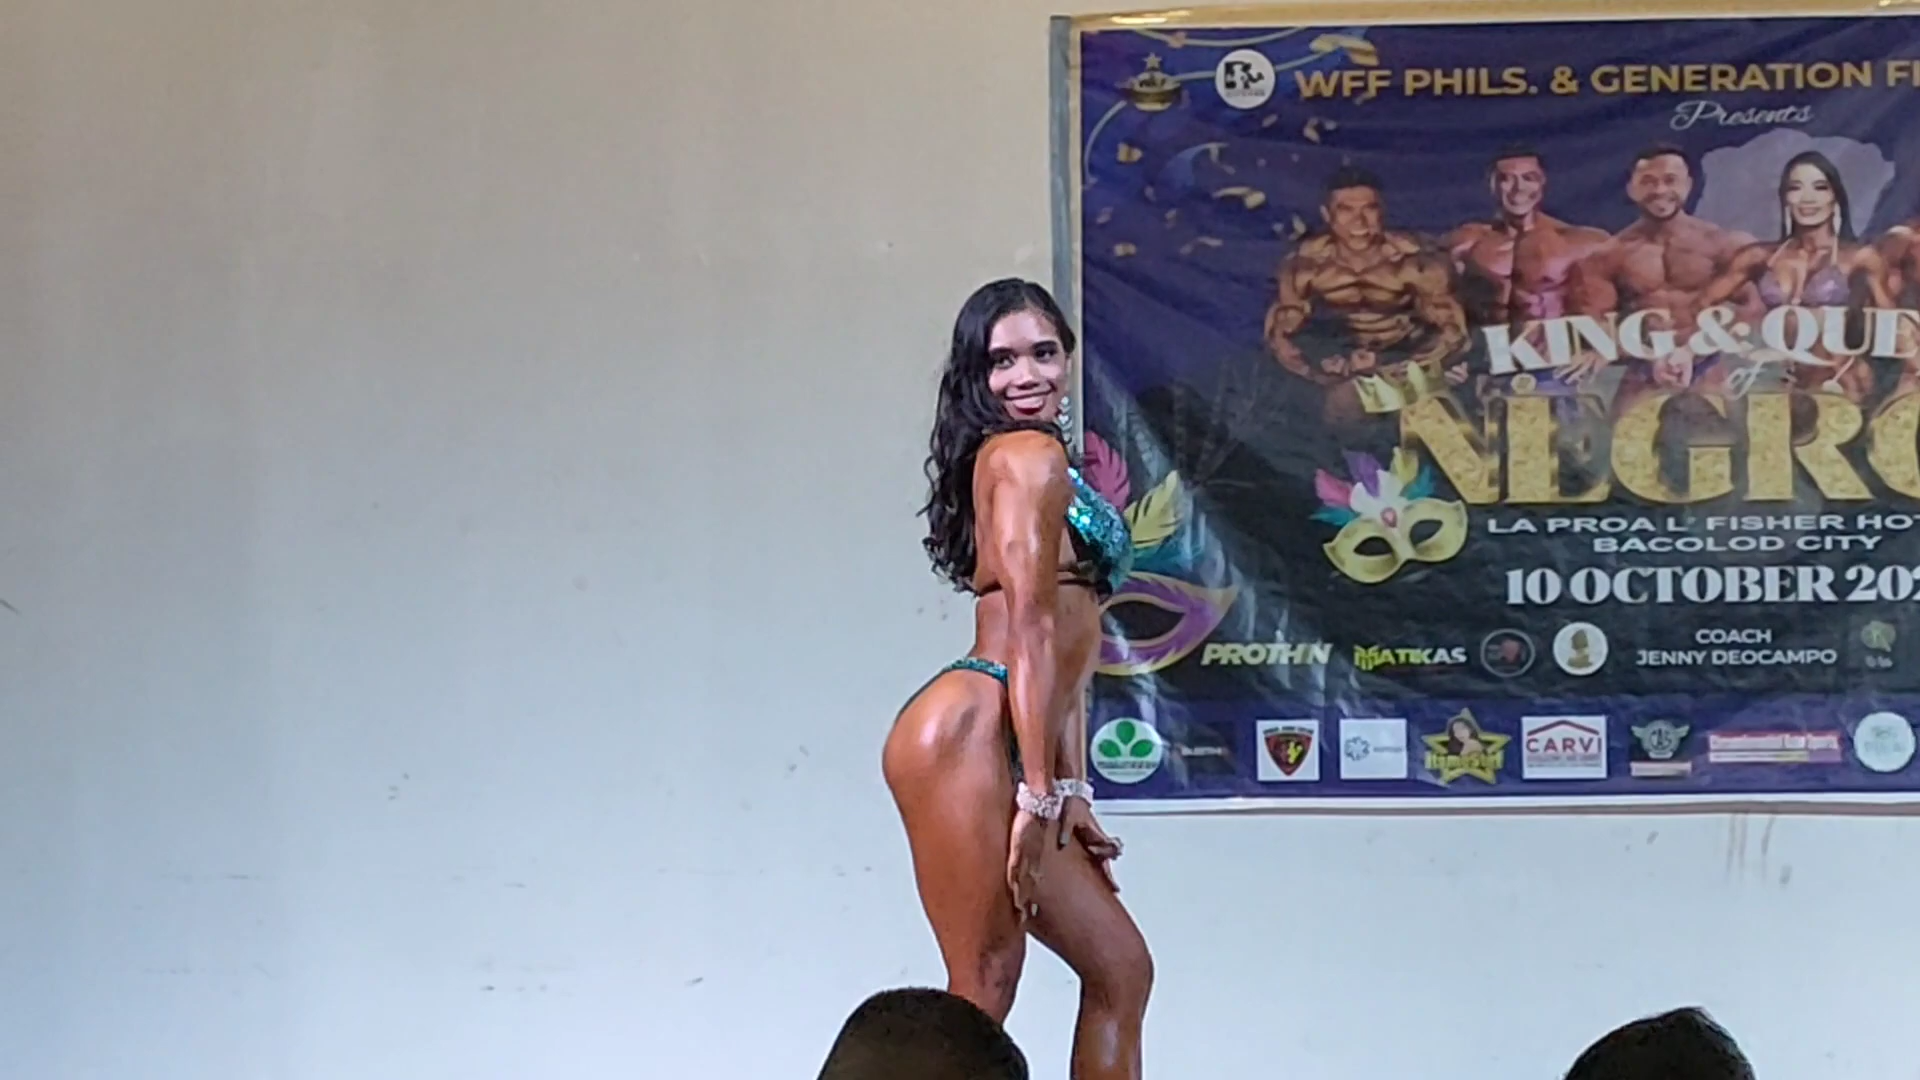 WFF PHILS. & GENERATION FI
Presents
KING & QUE
of
NEGRO
LA PROA L' FISHER HOT
BACOLOD CITY
10 OCTOBER 202
PROTHIN MATEKAS COACH
JENNY DEOCAMPO
CARVI